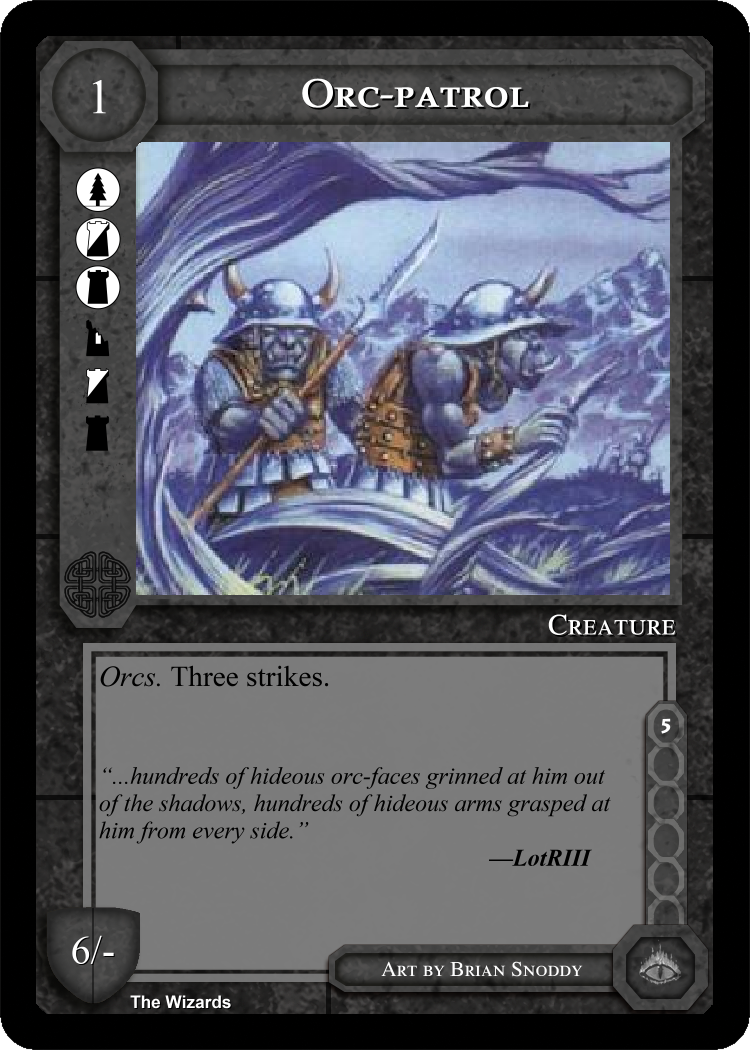 1
ORC-PATROL
CREATURE
Orcs. Three strikes.
5
“...hundreds of hideous orc-faces grinned at him out
of the shadows, hundreds of hideous arms grasped at
him from every side.”
—LotRIII
6/-
ART BY BRIAN SNODDY
The Wizards